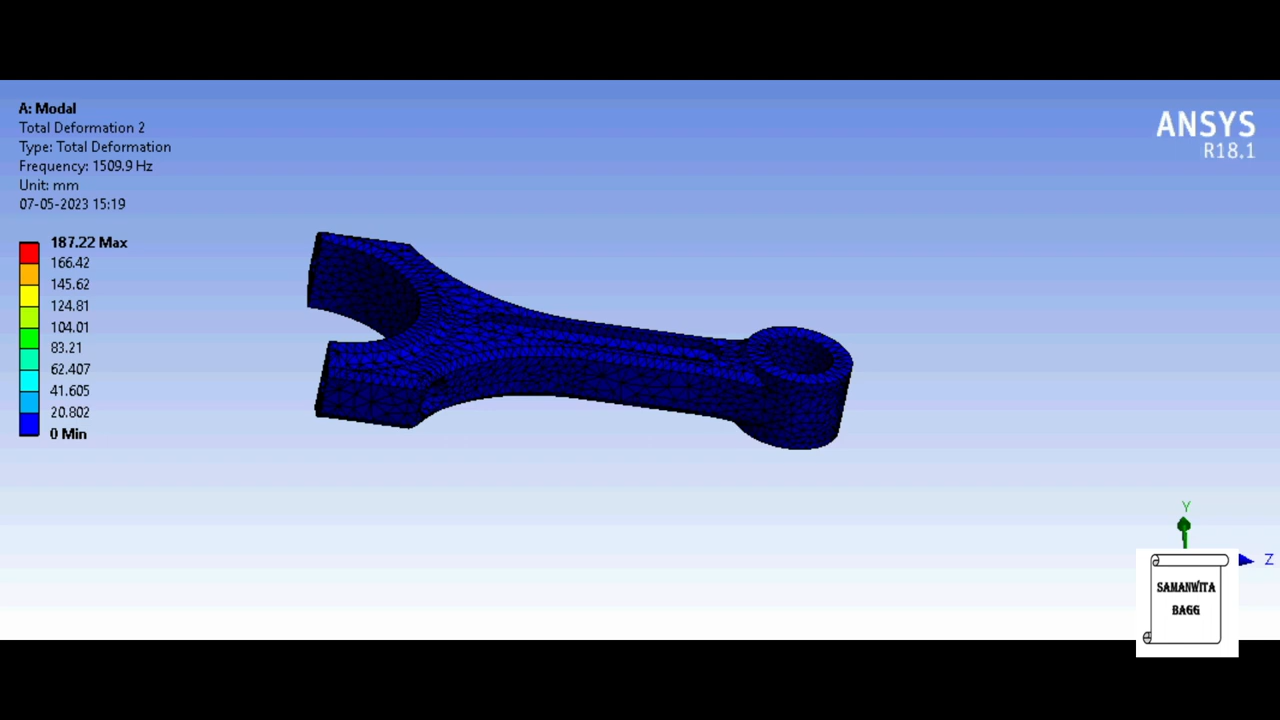 A: Modal
Total Deformation 2
Type: Total Deformation
Frequency: 1509.9 Hz
Unit: mm
07-05-2023 15:19
187.22 Max
166.42
145.62
124.81
104.01
83.21
62.407
41.605
20.802
0 Min
ANSYS
R18.1
Y
Z
SAMANWITA
BAGG